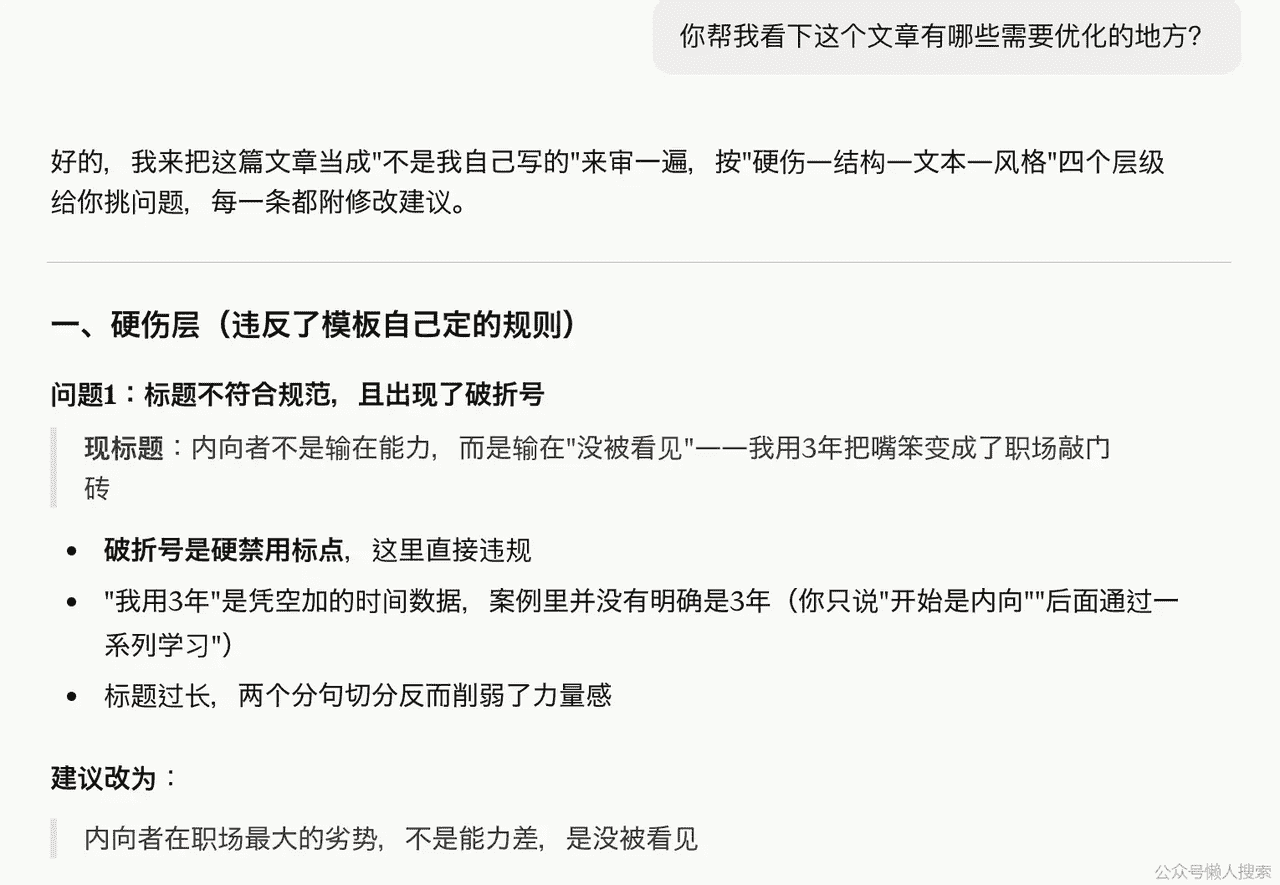 你帮我看下这个文章有哪些需要优化的地方?
好的，我来把这篇文章当成"不是我自己写的"来审一遍，按"硬伤—结构—文本—风格"四个层级
给你挑问题，每一条都附修改建议。
一、硬伤层（违反了模板自己定的规则）
问题1：标题不符合规范，且出现了破折号
现标题：内向者不是输在能力，而是输在"没被看见"——我用3年把嘴笨变成了职场敲门
砖
破折号是硬禁用标点，这里直接违规
"我用3年"是凭空加的时间数据，案例里并没有明确是3年（你只说"开始是内向""后面通过一
系列学习"）
标题过长，两个分句切分反而削弱了力量感
建议改为：
内向者在职场最大的劣势，不是能力差，是没被看见
公众号懒人搜索